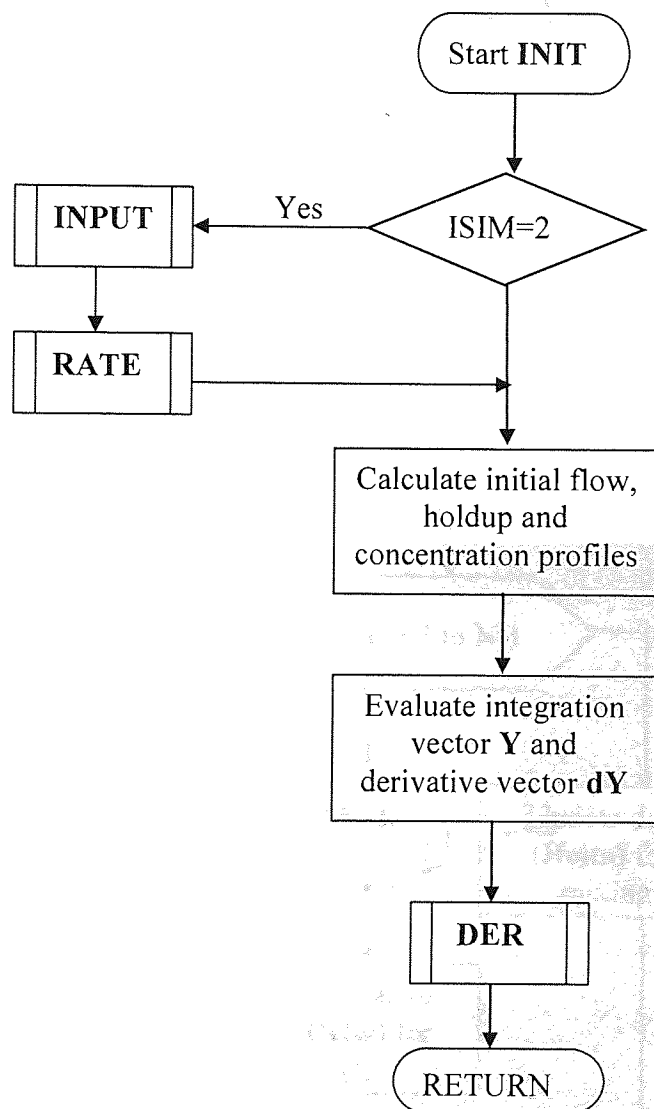 Start INIT
Yes
ISIM=2
INPUT
RATE
Calculate initial flow,
holdup and
concentration profiles
Evaluate integration
vector Y and
derivative vector dY
DER
RETURN